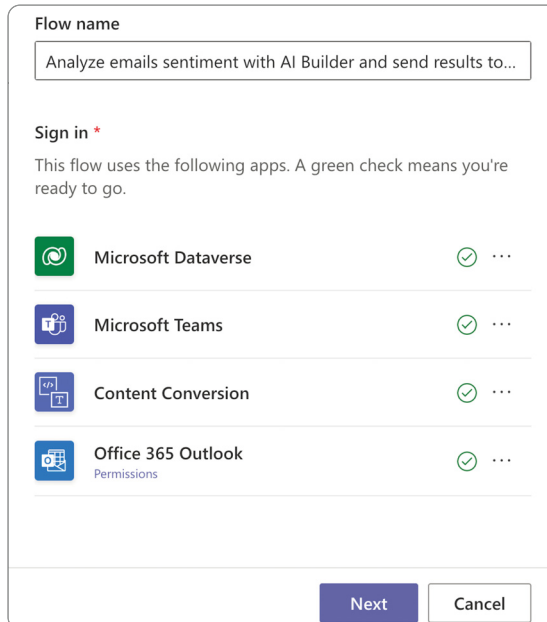 Flow name
Analyze emails sentiment with AI Builder and send results to...
Sign in *
This flow uses the following apps. A green check means you're
ready to go.
Microsoft Dataverse
Microsoft Teams
Content Conversion
Office 365 Outlook
Permissions
Next Cancel